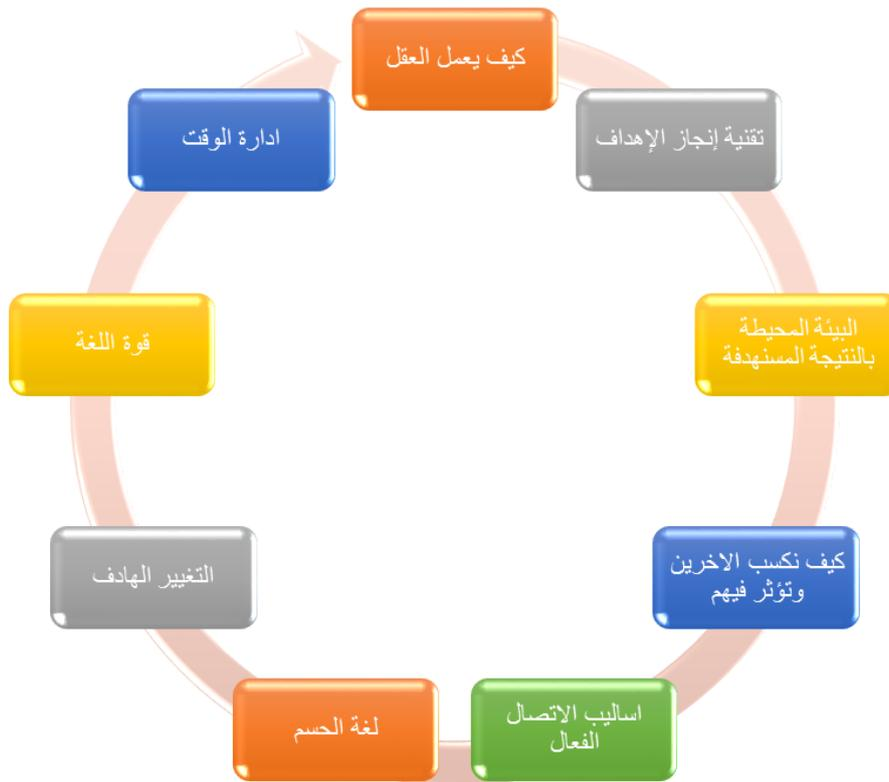 كيف يعمل العقل
تقنية إنجاز الإهداف
البيئة المحيطة
بالنتيجة المستهدفة
كيف نكسب الاخرين
وتؤثر فيهم
اساليب الاتصال
الفعال
لغة الحسم
التغيير الهادف
قوة اللغة
ادارة الوقت